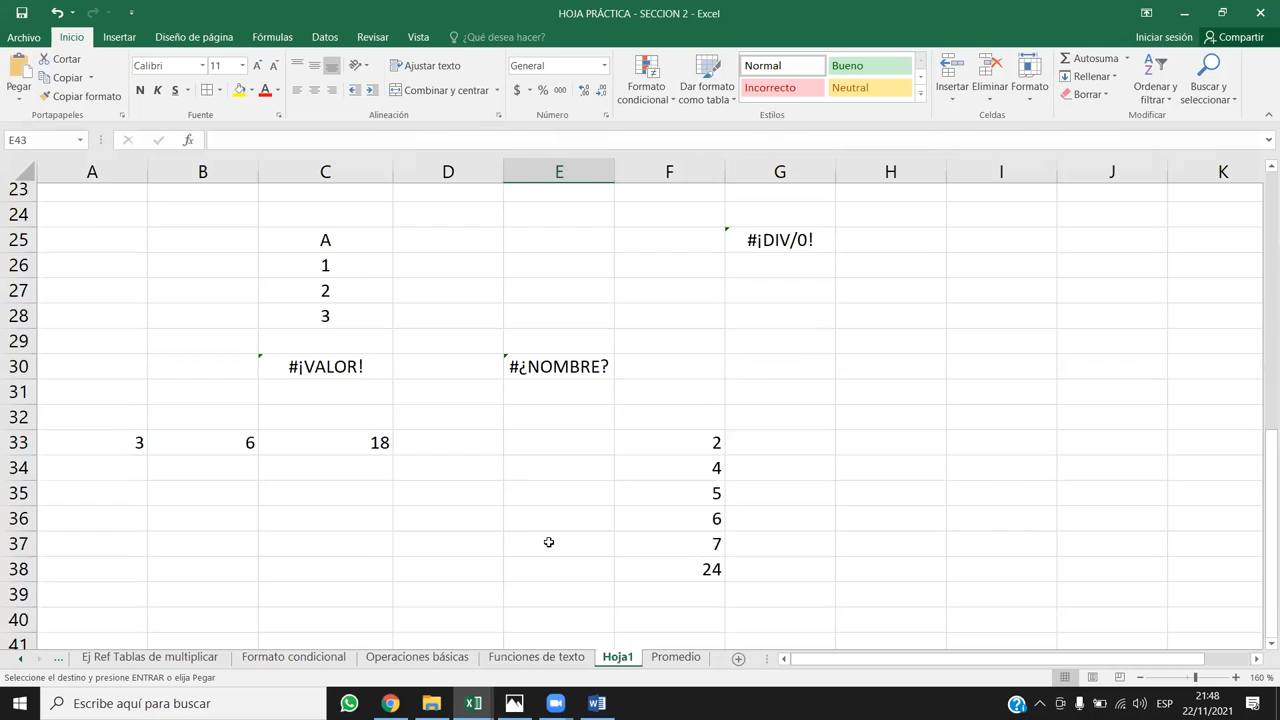 HOJA PRÁCTICA - SECCION 2 - Excel
Archivo Inicio Insertar Diseño de página Fórmulas Datos Revisar Vista ¿Qué desea hacer? Iniciar sesión Compartir
Pegar
Cortar
Copiar
Copiar formato
Portapapeles
Calibri 11
N K S
Fuente
Ajustar texto
Combinar y centrar
Alineación
General
$ % 000
Número
Formato condicional
Dar formato como tabla
Normal Bueno
Incorrecto Neutral
Estilos
Insertar Eliminar Formato
Celdas
Autosuma
Rellenar
Borrar
Ordenar y filtrar
Buscar y seleccionar
Modificar
E43 fx
A B C D E F G H I J K
23
24
25 A #¡DIV/0!
26 1
27 2
28 3
29
30 #¡VALOR! #¿NOMBRE?
31
32
33 3 6 18 2
34 4
35 5
36 6
37 7
38 24
39
40
41
... Ej Ref Tablas de multiplicar Formato condicional Operaciones básicas Funciones de texto Hoja1 Promedio
Seleccione el destino y presione ENTRAR o elija Pegar 160 %
Escribe aquí para buscar ESP 21:48
22/11/2021